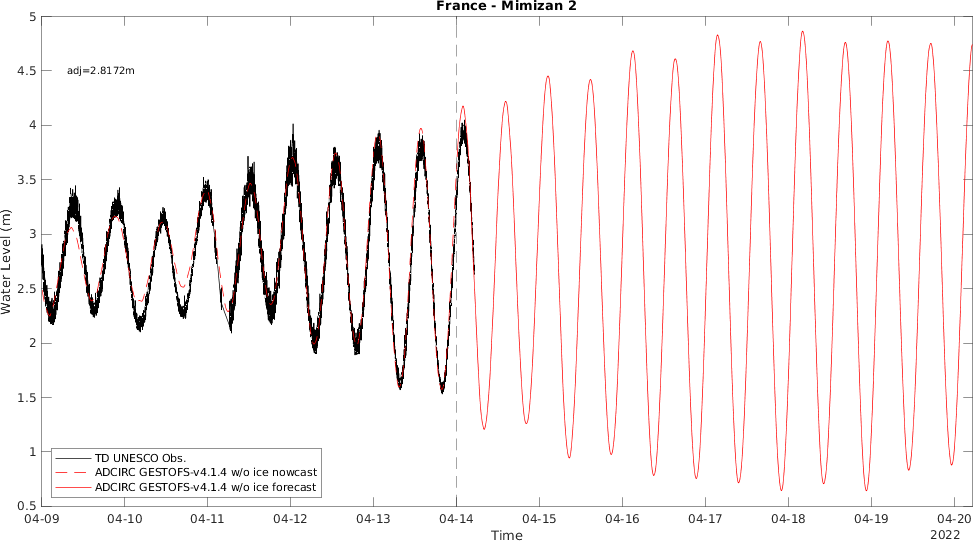 France - Mimizan 2
5
4.5
4
3.5
3
2.5
2
1.5
1
0.5
Water Level (m)
adj=2.8172m
TD UNESCO Obs.
ADCIRC GESTOFS-v4.1.4 w/o ice nowcast
ADCIRC GESTOFS-v4.1.4 w/o ice forecast
04-09 04-10 04-11 04-12 04-13 04-14 04-15 04-16 04-17 04-18 04-19 04-20
Time
2022